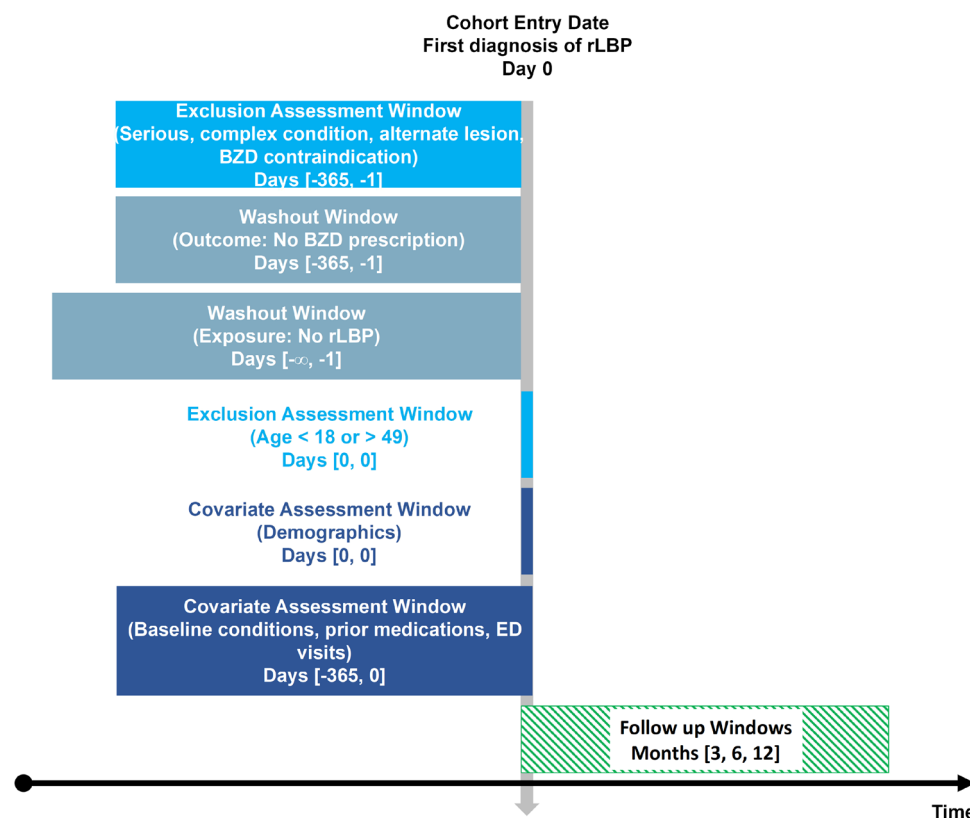 Cohort Entry Date
First diagnosis of rLBP
Day 0
Exclusion Assessment Window
(Serious, complex condition, alternate lesion,
BZD contraindication)
Days [-365, -1]
Washout Window
(Outcome: No BZD prescription)
Days [-365, -1]
Washout Window
(Exposure: No rLBP)
Days [-∞, -1]
Exclusion Assessment Window
(Age < 18 or > 49)
Days [0, 0]
Covariate Assessment Window
(Demographics)
Days [0, 0]
Covariate Assessment Window
(Baseline conditions, prior medications, ED
visits)
Days [-365, 0]
Follow up Windows
Months [3, 6, 12]
Time